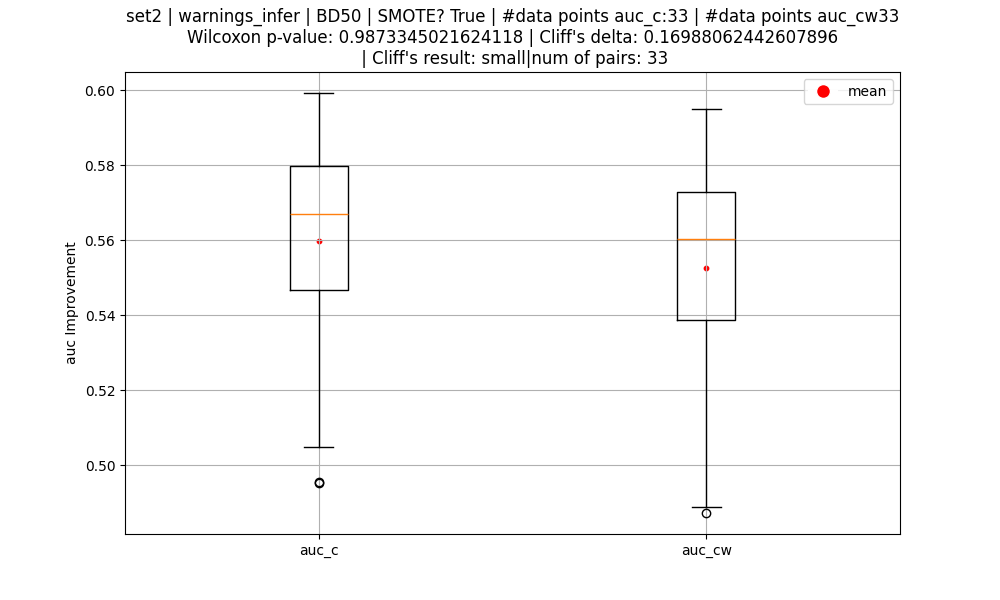 set2 | warnings_infer | BD50 | SMOTE? True | #data points auc_c:33 | #data points auc_cw33
Wilcoxon p-value: 0.9873345021624118 | Cliff's delta: 0.16988062442607896
| Cliff's result: small|num of pairs: 33
mean
0.60
0.58
0.56
0.54
0.52
0.50
auc Improvement
auc_c
auc_cw